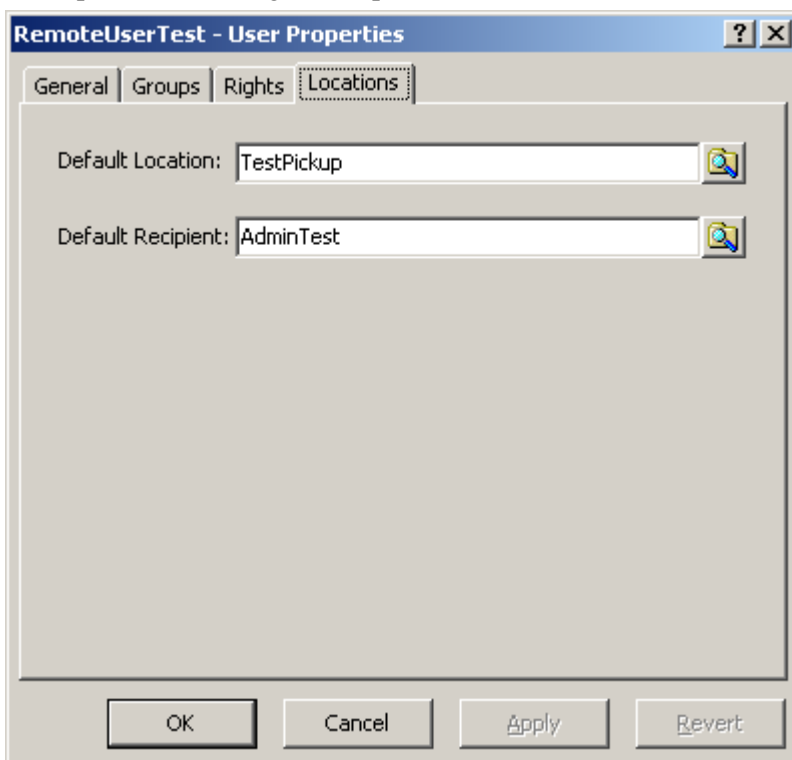 RemoteUserTest - User Properties ? X
General Groups Rights Locations
Default Location: TestPickup
Default Recipient: AdminTest
OK Cancel Apply Revert